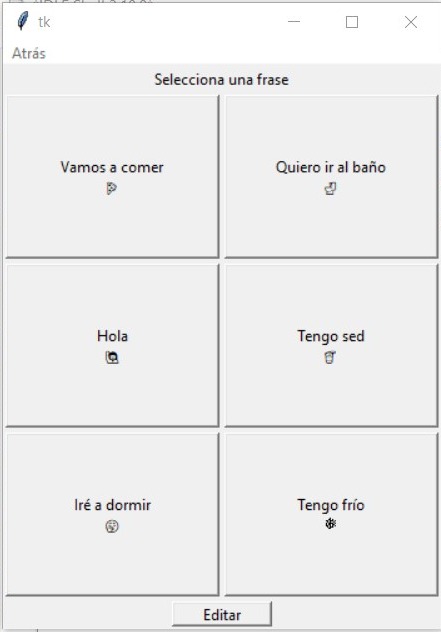 tk
Atrás
Selecciona una frase
Vamos a comer
Quiero ir al baño
Hola
Tengo sed
Iré a dormir
Tengo frío
Editar